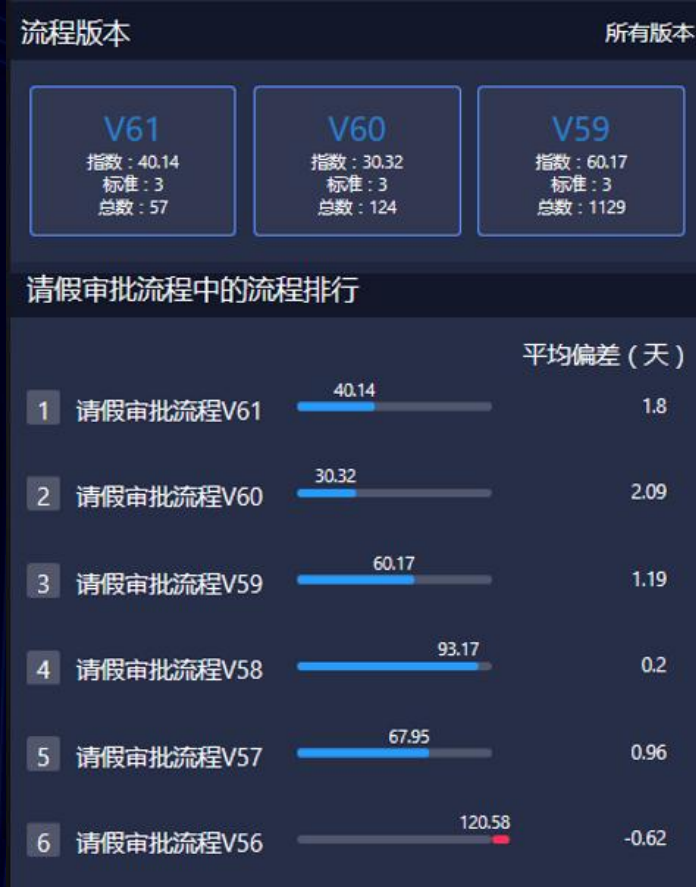 流程版本 所有版本
V61 V60 V59
指数：40.14 指数：30.32 指数：60.17
标准：3 标准：3 标准：3
总数：57 总数：124 总数：1129
请假审批流程中的流程排行
平均偏差（天）
1 请假审批流程V61 40.14 1.8
2 请假审批流程V60 30.32 2.09
3 请假审批流程V59 60.17 1.19
4 请假审批流程V58 93.17 0.2
5 请假审批流程V57 67.95 0.96
6 请假审批流程V56 120.58 -0.62